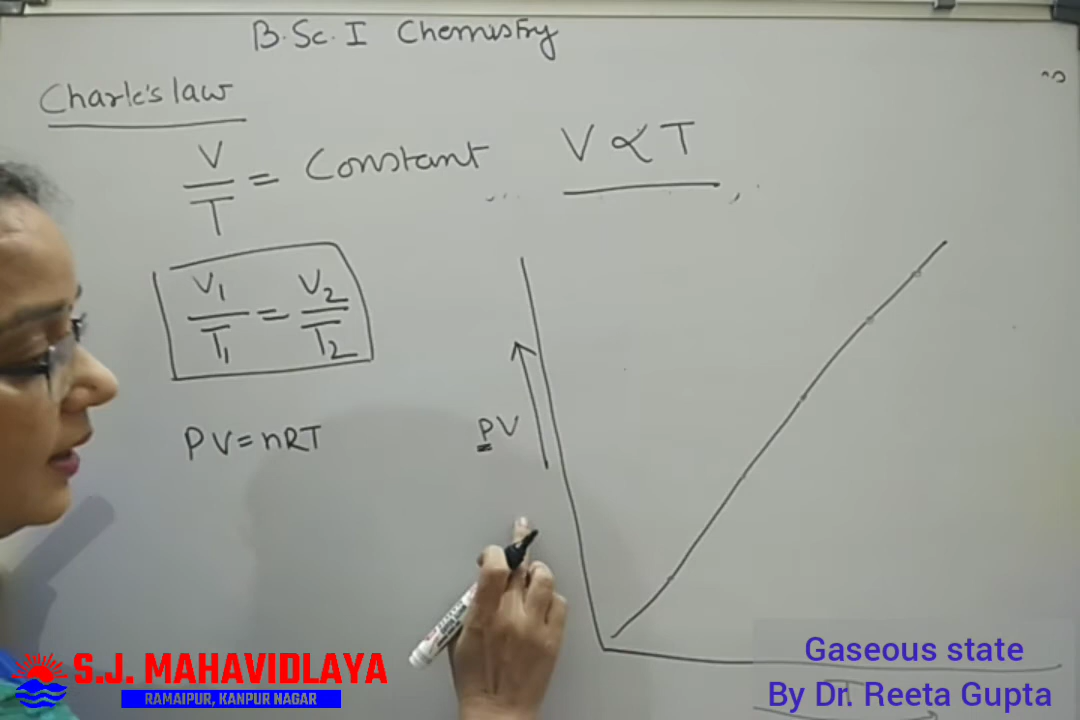 B.Sc. I Chemistry
Charle's law
V/T = Constant
V ∝ T
V1/T1 = V2/T2
PV = nRT
PV
S.J. MAHAVIDLAYA
RAMAIPUR, KANPUR NAGAR
Gaseous state
By Dr. Reeta Gupta